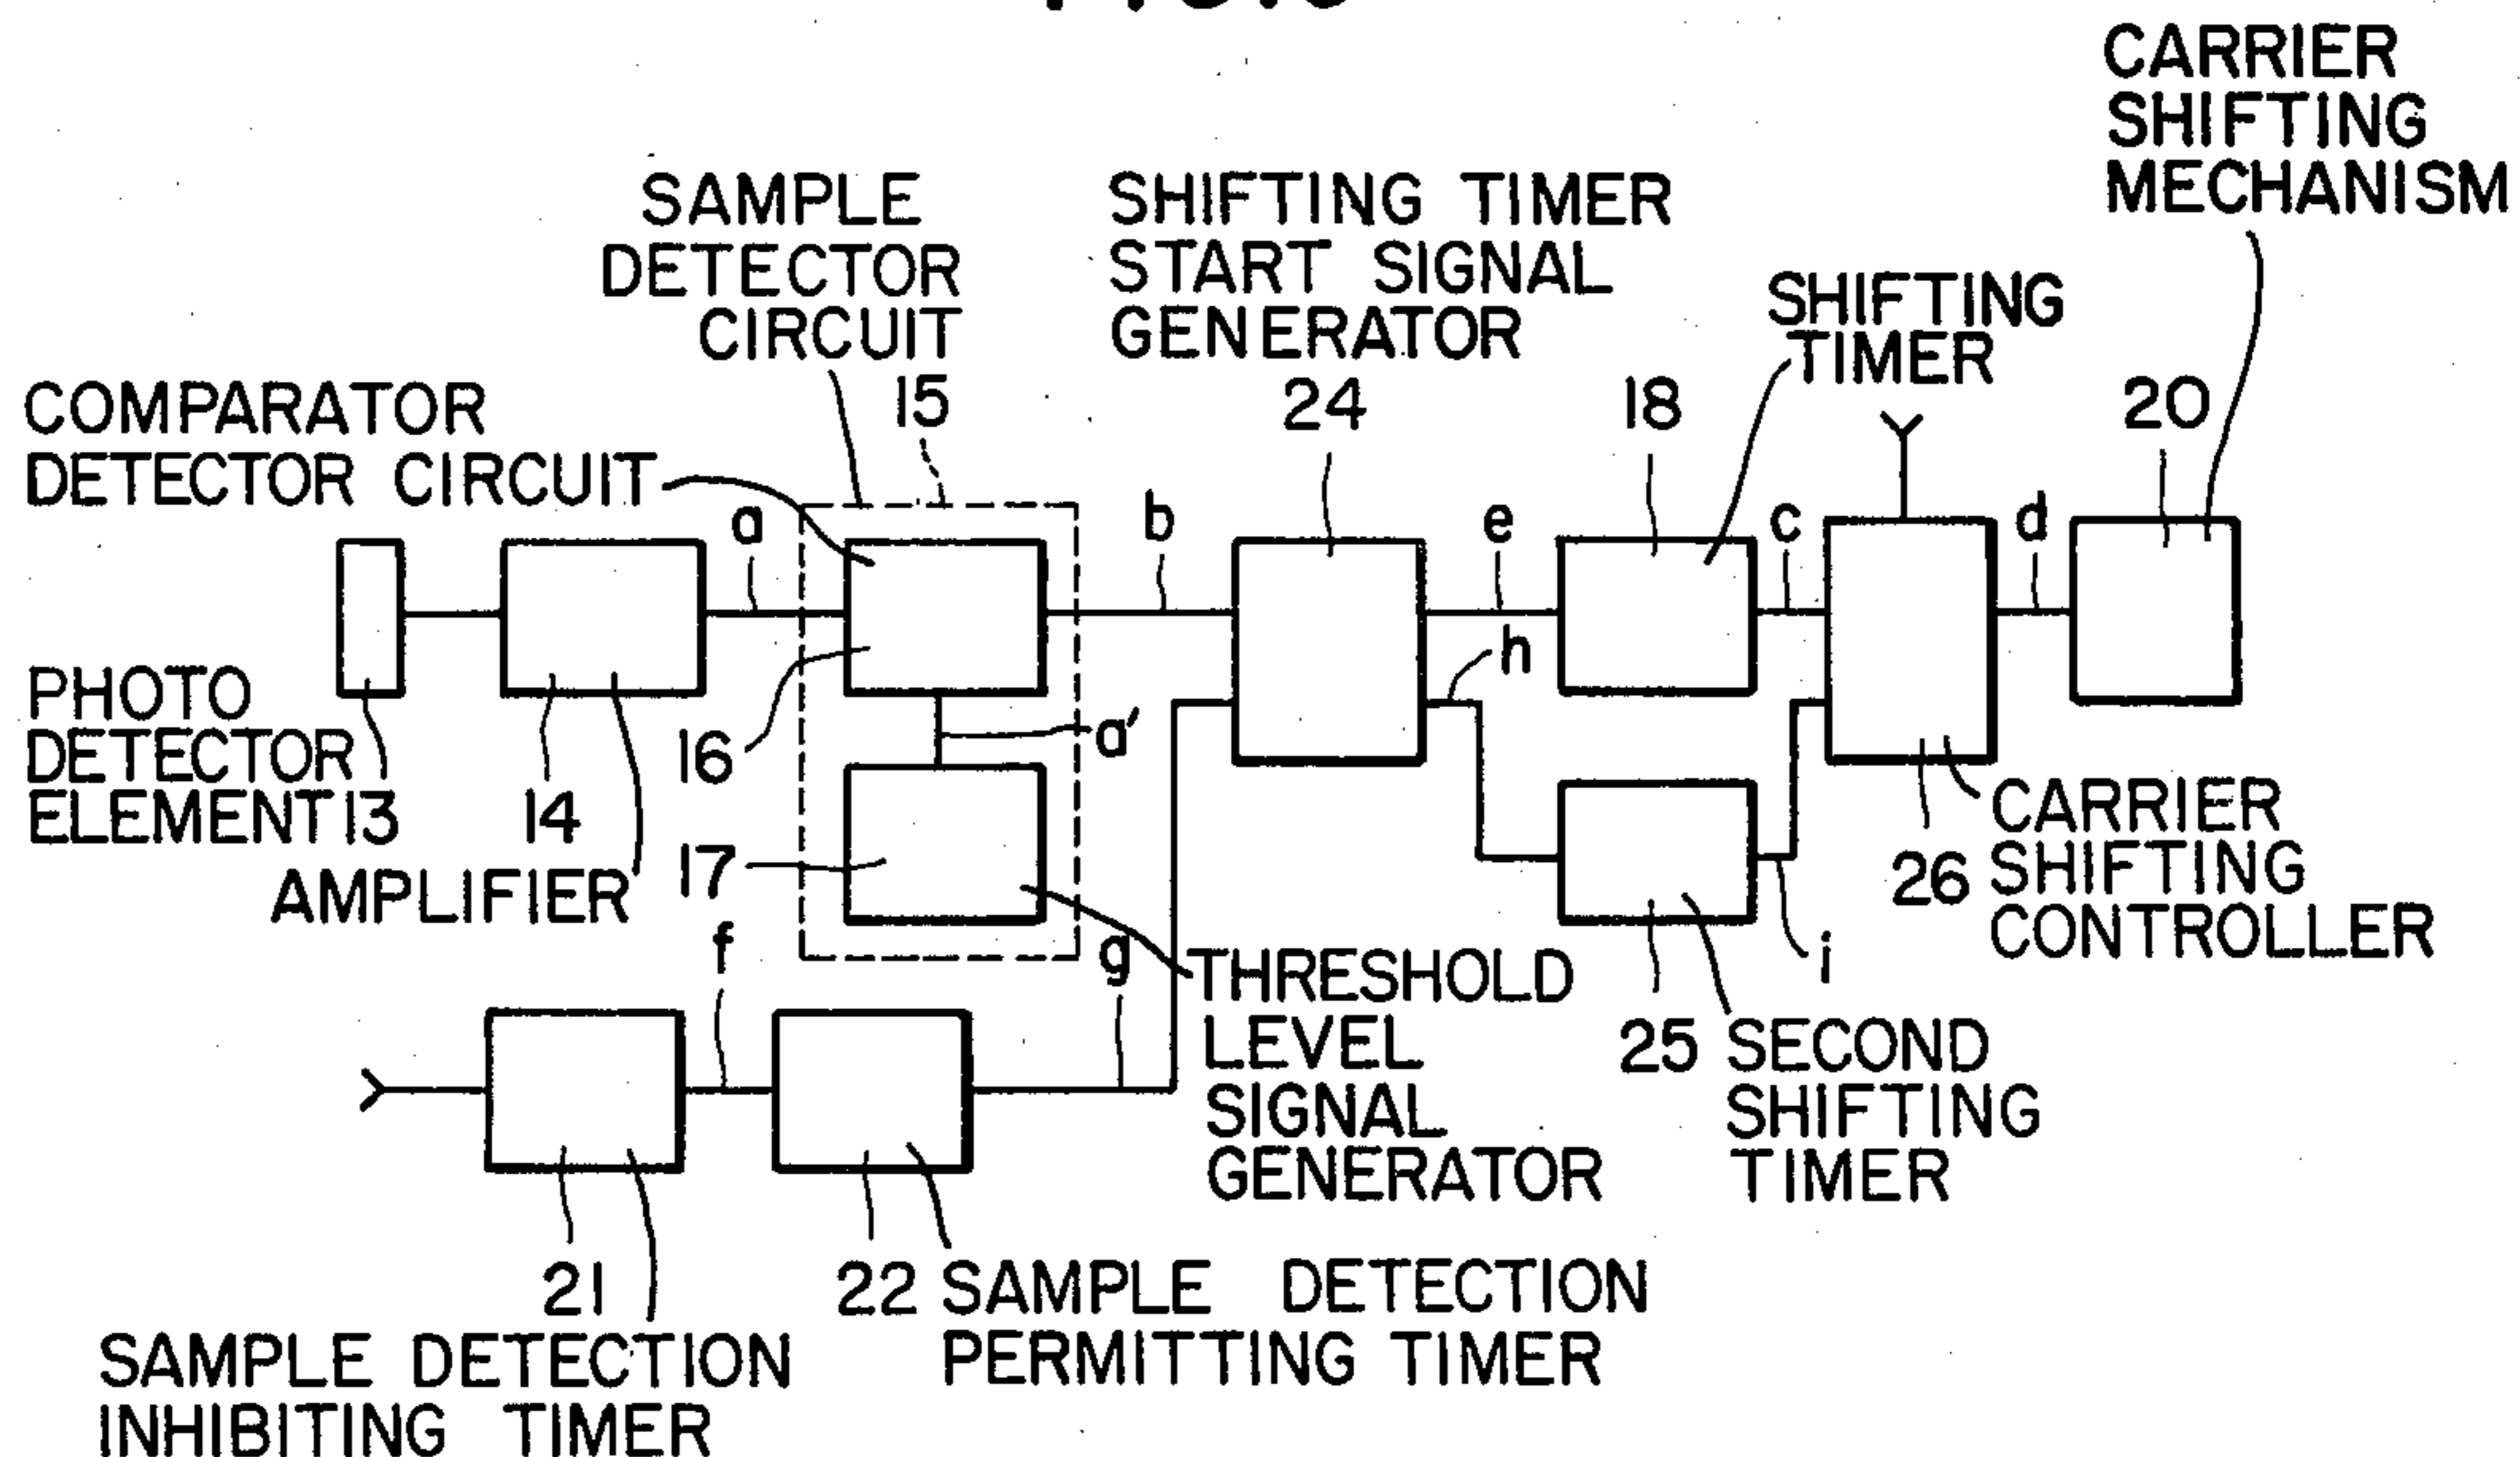 CARRIER
SHIFTING
MECHANISM
SAMPLE
DETECTOR
CIRCUIT
15
SHIFTING TIMER
START SIGNAL
GENERATOR
24
SHIFTING
TIMER
18
20
COMPARATOR
DETECTOR CIRCUIT
a
b
e
c
d
h
PHOTO
DETECTOR
ELEMENT 13
14
AMPLIFIER
16
a'
17
CARRIER
SHIFTING
CONTROLLER
26
f
g
i
THRESHOLD
LEVEL
SIGNAL
GENERATOR
25 SECOND
SHIFTING
TIMER
21
SAMPLE DETECTION
INHIBITING TIMER
22 SAMPLE DETECTION
PERMITTING TIMER